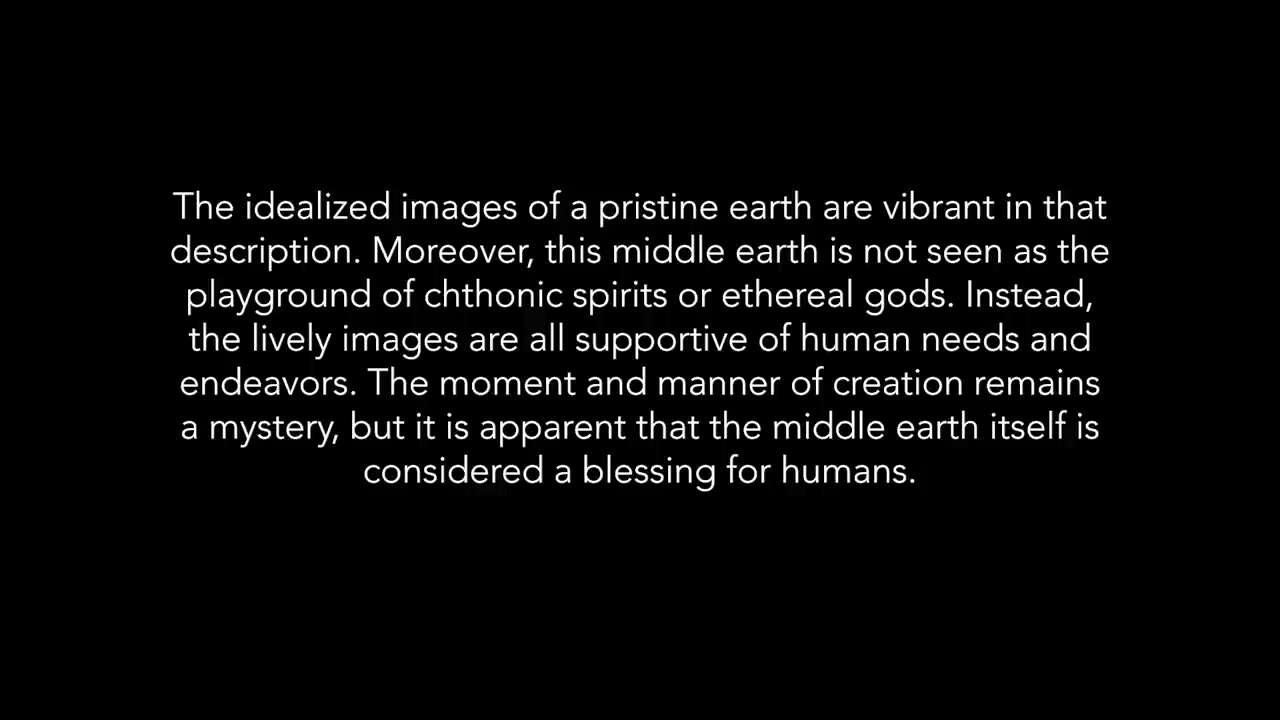 The idealized images of a pristine earth are vibrant in that
description. Moreover, this middle earth is not seen as the
playground of chthonic spirits or ethereal gods. Instead,
the lively images are all supportive of human needs and
endeavors. The moment and manner of creation remains
a mystery, but it is apparent that the middle earth itself is
considered a blessing for humans.